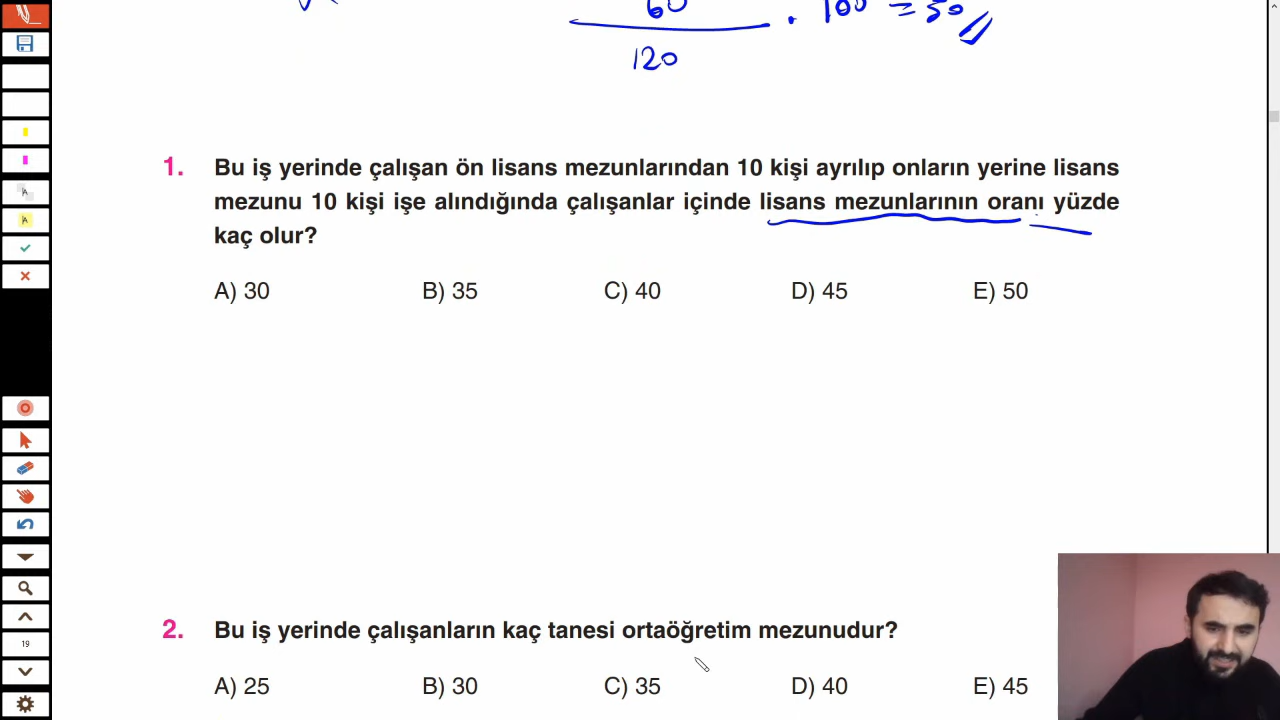 60
. 100 = 50
120
1. Bu iş yerinde çalışan ön lisans mezunlarından 10 kişi ayrılıp onların yerine lisans
mezunu 10 kişi işe alındığında çalışanlar içinde lisans mezunlarının oranı yüzde
kaç olur?
A) 30 B) 35 C) 40 D) 45 E) 50
19
2. Bu iş yerinde çalışanların kaç tanesi ortaöğretim mezunudur?
A) 25 B) 30 C) 35 D) 40 E) 45